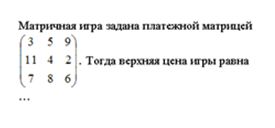 Матричная игра задана платежной матрицей
(3 5 9
11 4 2
7 8 6). Тогда верхняя цена игры равна
...